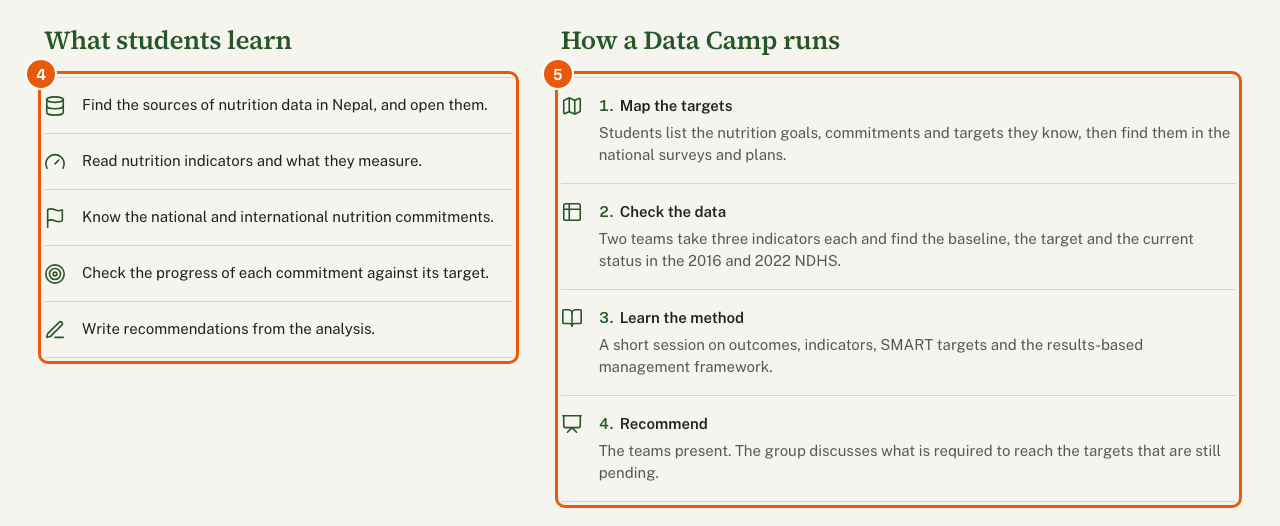 What students learn
4
Find the sources of nutrition data in Nepal, and open them.
Read nutrition indicators and what they measure.
Know the national and international nutrition commitments.
Check the progress of each commitment against its target.
Write recommendations from the analysis.
How a Data Camp runs
5
1. Map the targets
Students list the nutrition goals, commitments and targets they know, then find them in the
national surveys and plans.
2. Check the data
Two teams take three indicators each and find the baseline, the target and the current
status in the 2016 and 2022 NDHS.
3. Learn the method
A short session on outcomes, indicators, SMART targets and the results-based
management framework.
4. Recommend
The teams present. The group discusses what is required to reach the targets that are still
pending.